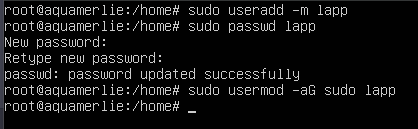 root@aquamerlie:/home# sudo useradd -m lapp
root@aquamerlie:/home# sudo passwd lapp
New password:
Retype new password:
passwd: password updated successfully
root@aquamerlie:/home# sudo usermod -aG sudo lapp
root@aquamerlie:/home# _